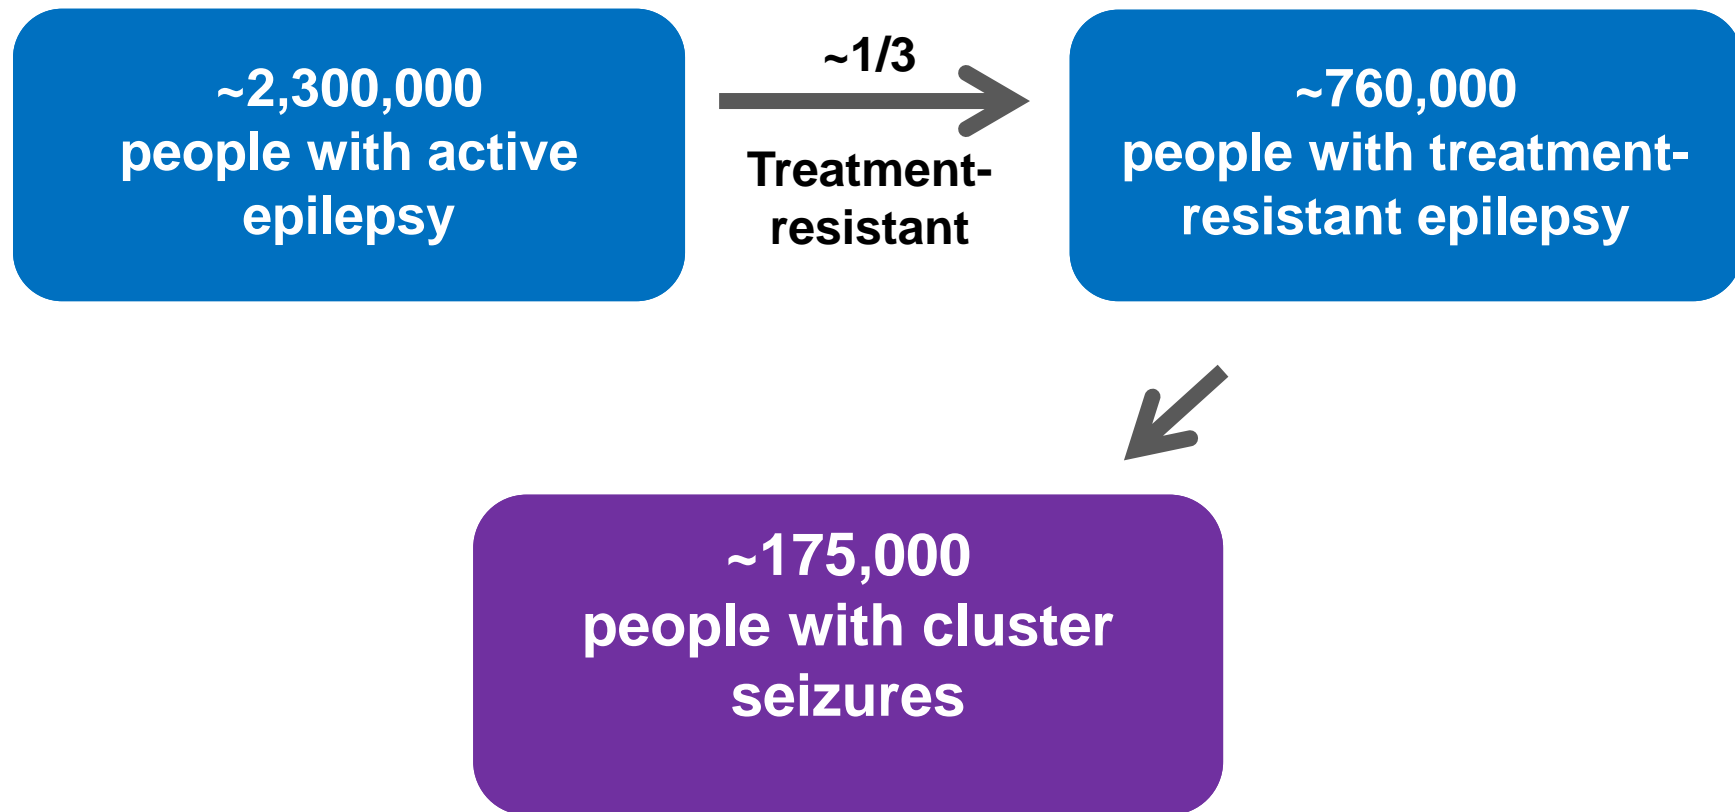 ~2,300,000
people with active
epilepsy
~1/3
Treatment-
resistant
~760,000
people with treatment-
resistant epilepsy
~175,000
people with cluster
seizures